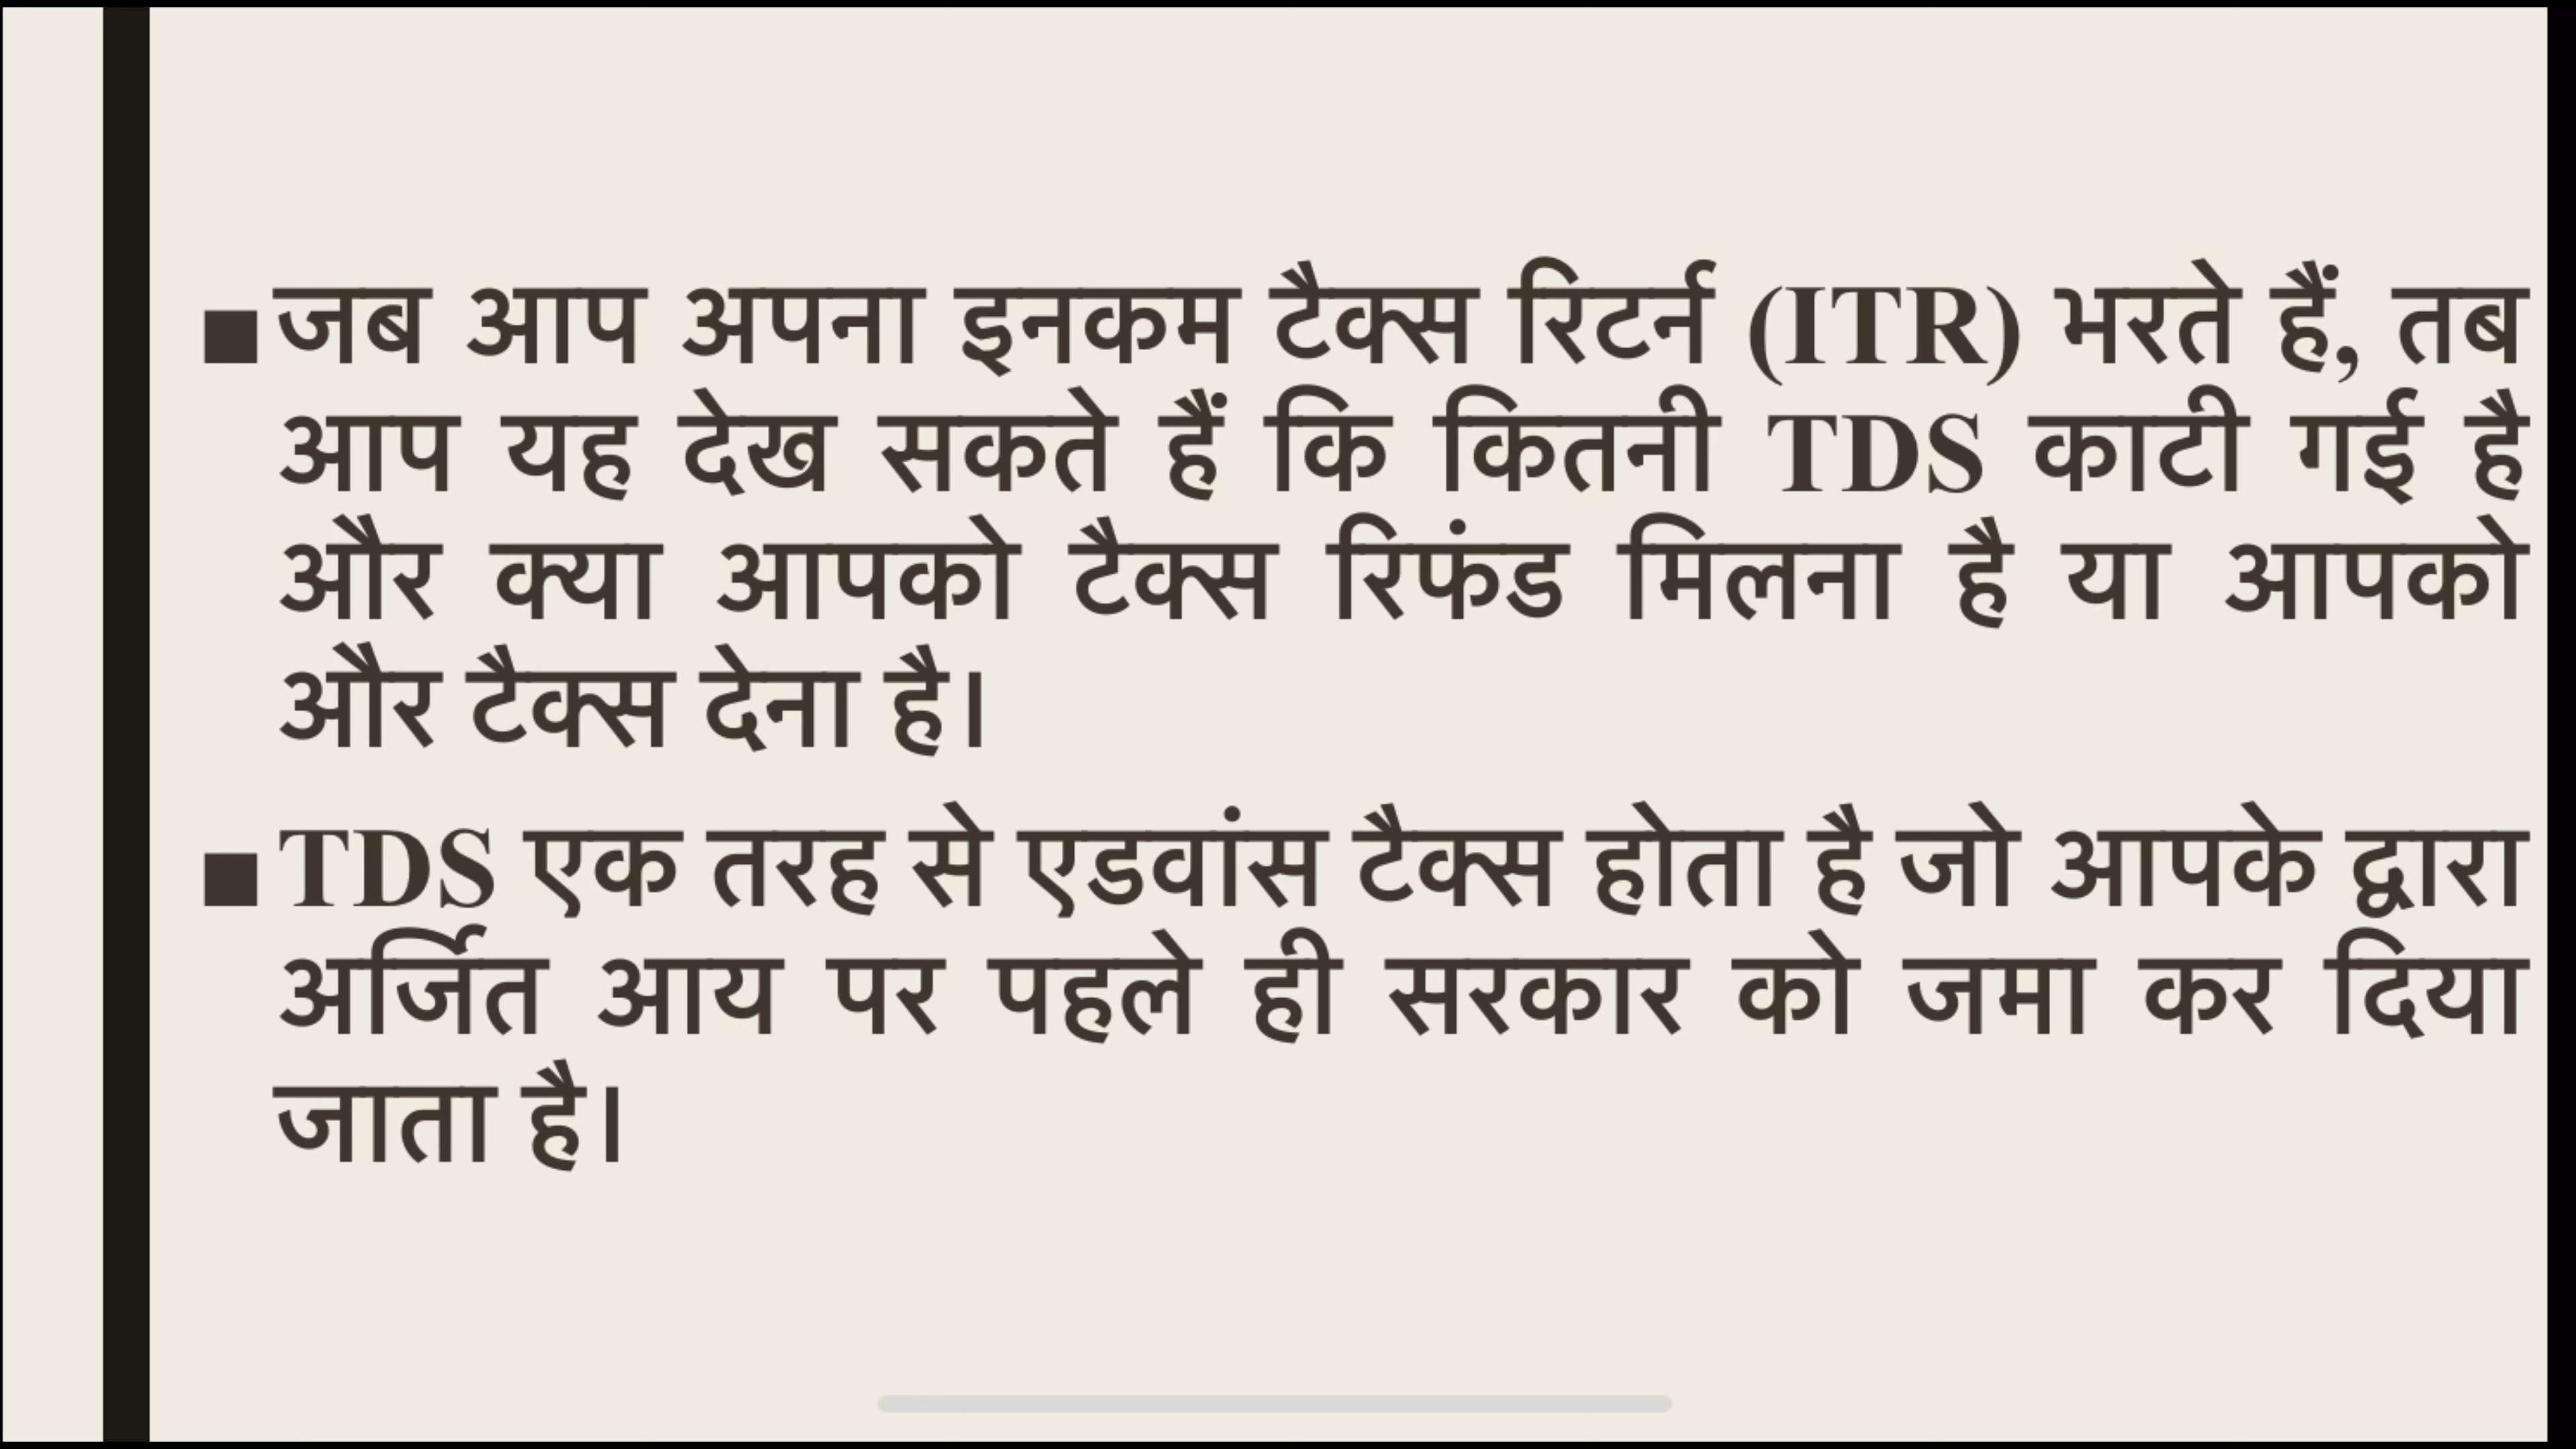 ■जब आप अपना इनकम टैक्स रिटर्न (ITR) भरते हैं, तब
आप यह देख सकते हैं कि कितनी TDS काटी गई है
और क्या आपको टैक्स रिफंड मिलना है या आपको
और टैक्स देना है।
■TDS एक तरह से एडवांस टैक्स होता है जो आपके द्वारा
अर्जित आय पर पहले ही सरकार को जमा कर दिया
जाता है।